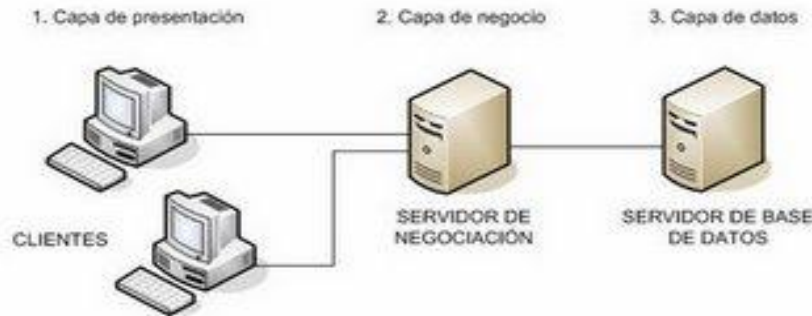 1. Capa de presentación
2. Capa de negocio
3. Capa de datos
CLIENTES
SERVIDOR DE
NEGOCIACIÓN
SERVIDOR DE BASE
DE DATOS